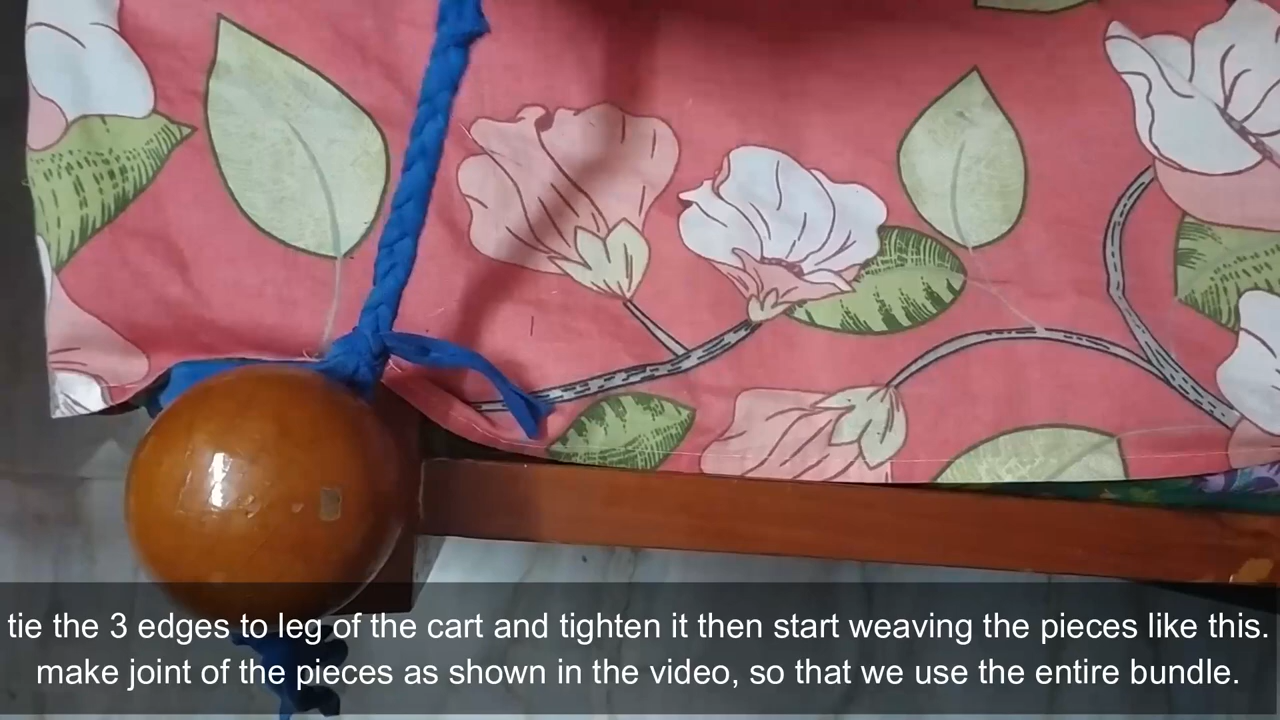 tie the 3 edges to leg of the cart and tighten it then start weaving the pieces like this.
make joint of the pieces as shown in the video, so that we use the entire bundle.